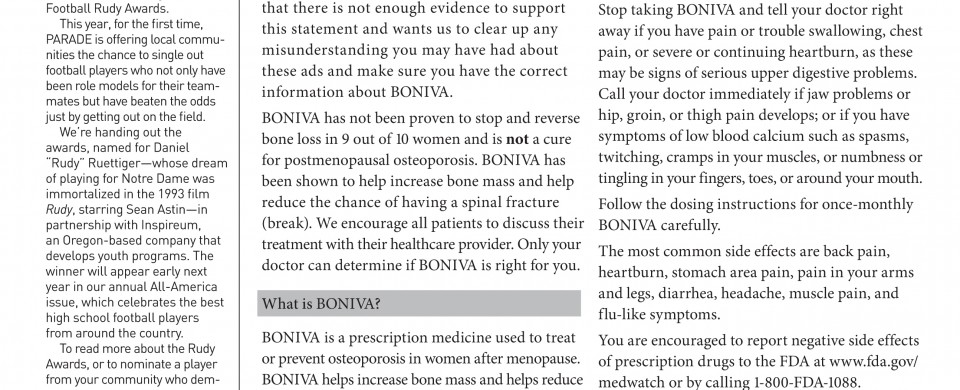 Football Rudy Awards.
This year, for the first time,
PARADE is offering local commu-
nities the chance to single out
football players who not only have
been role models for their team-
mates but have beaten the odds
just by getting out on the field.
We're handing out the
awards, named for Daniel
"Rudy" Ruettiger—whose dream
of playing for Notre Dame was
immortalized in the 1993 film
Rudy, starring Sean Astin—in
partnership with Inspireum,
an Oregon-based company that
develops youth programs. The
winner will appear early next
year in our annual All-America
issue, which celebrates the best
high school football players
from around the country.
To read more about the Rudy
Awards, or to nominate a player
from your community who dem-
that there is not enough evidence to support
this statement and wants us to clear up any
misunderstanding you may have had about
these ads and make sure you have the correct
information about BONIVA.
BONIVA has not been proven to stop and reverse
bone loss in 9 out of 10 women and is not a cure
for postmenopausal osteoporosis. BONIVA has
been shown to help increase bone mass and help
reduce the chance of having a spinal fracture
(break). We encourage all patients to discuss their
treatment with their healthcare provider. Only your
doctor can determine if BONIVA is right for you.
What is BONIVA?
BONIVA is a prescription medicine used to treat
or prevent osteoporosis in women after menopause.
BONIVA helps increase bone mass and helps reduce
Stop taking BONIVA and tell your doctor right
away if you have pain or trouble swallowing, chest
pain, or severe or continuing heartburn, as these
may be signs of serious upper digestive problems.
Call your doctor immediately if jaw problems or
hip, groin, or thigh pain develops; or if you have
symptoms of low blood calcium such as spasms,
twitching, cramps in your muscles, or numbness or
tingling in your fingers, toes, or around your mouth.
Follow the dosing instructions for once-monthly
BONIVA carefully.
The most common side effects are back pain,
heartburn, stomach area pain, pain in your arms
and legs, diarrhea, headache, muscle pain, and
flu-like symptoms.
You are encouraged to report negative side effects
of prescription drugs to the FDA at www.fda.gov/
medwatch or by calling 1-800-FDA-1088.